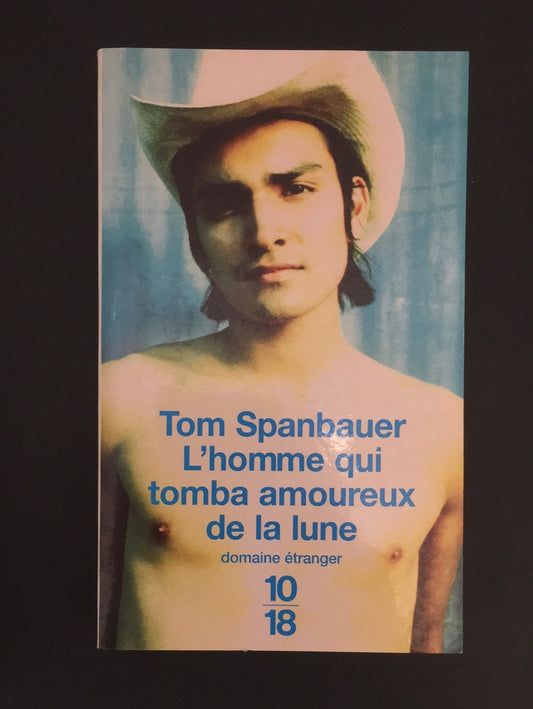 Tom Spanbauer
L'homme qui
tomba amoureux
de la lune
domaine étranger
10
18